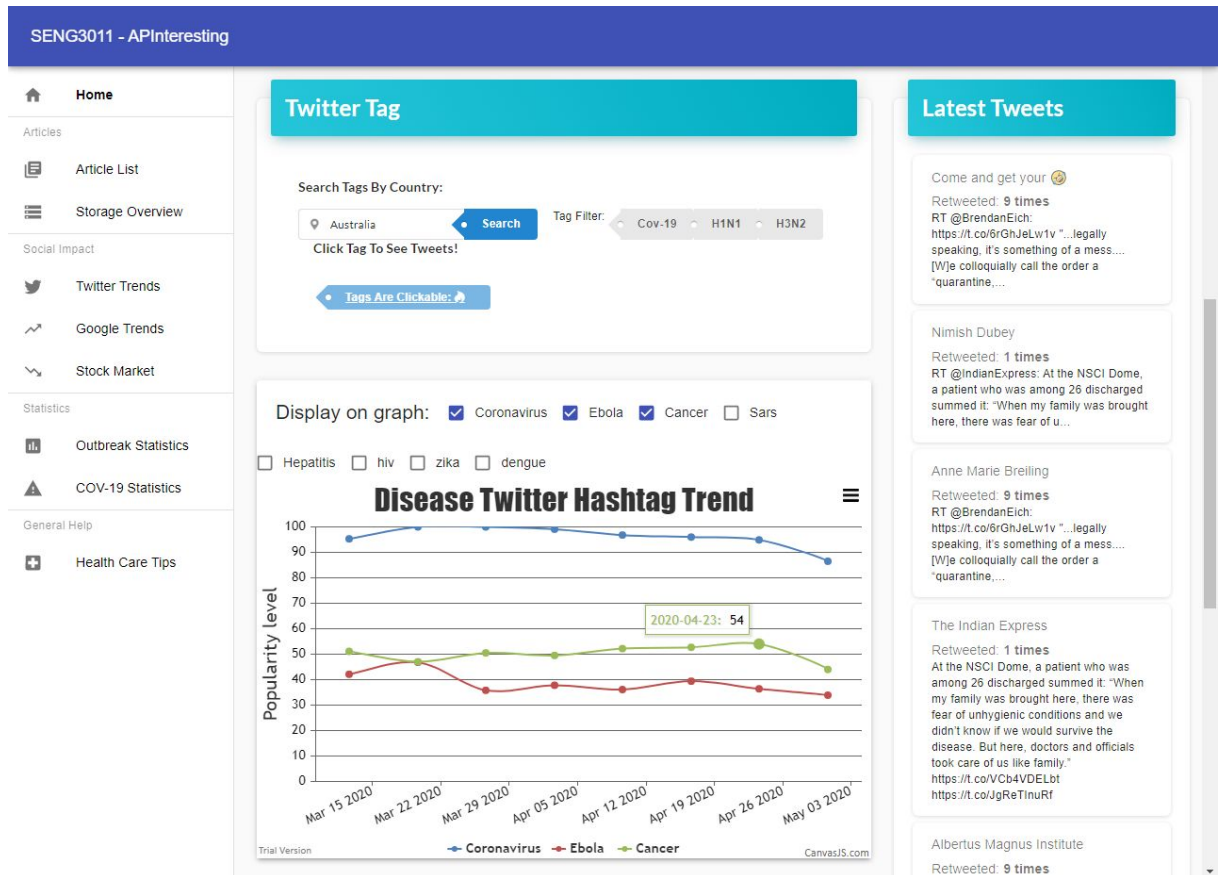 SENG3011 - APInteresting
Home
Articles
Article List
Storage Overview
Social Impact
Twitter Trends
Google Trends
Stock Market
Statistics
Outbreak Statistics
COV-19 Statistics
General Help
Health Care Tips
Twitter Tag
Search Tags By Country:
Australia
Search
Tag Filter:
Cov-19
H1N1
H3N2
Click Tag To See Tweets!
Tags Are Clickable:
Display on graph:
Coronavirus
Ebola
Cancer
Sars
Hepatitis
hiv
zika
dengue
Disease Twitter Hashtag Trend
Popularity level
100
90
80
70
60
50
40
30
20
10
0
2020-04-23: 54
Mar 15 2020
Mar 22 2020
Mar 29 2020
Apr 05 2020
Apr 12 2020
Apr 19 2020
Apr 26 2020
May 03 2020
Coronavirus
Ebola
Cancer
Trial Version
CanvasJS.com
Latest Tweets
Come and get your 🤣
Retweeted: 9 times
RT @BrendanEich:
https://t.co/6rGhJeLw1v "...legally
speaking, it's something of a mess....
[W]e colloquially call the order a
"quarantine,...
Nimish Dubey
Retweeted: 1 times
RT @IndianExpress: At the NSCI Dome,
a patient who was among 26 discharged
summed it: "When my family was brought
here, there was fear of u...
Anne Marie Breiling
Retweeted: 9 times
RT @BrendanEich:
https://t.co/6rGhJeLw1v "...legally
speaking, it's something of a mess....
[W]e colloquially call the order a
"quarantine,...
The Indian Express
Retweeted: 1 times
At the NSCI Dome, a patient who was
among 26 discharged summed it: "When
my family was brought here, there was
fear of unhygienic conditions and we
didn't know if we would survive the
disease. But here, doctors and officials
took care of us like family."
https://t.co/VCb4VDELbt
https://t.co/JgReTlnuRf
Albertus Magnus Institute
Retweeted: 9 times